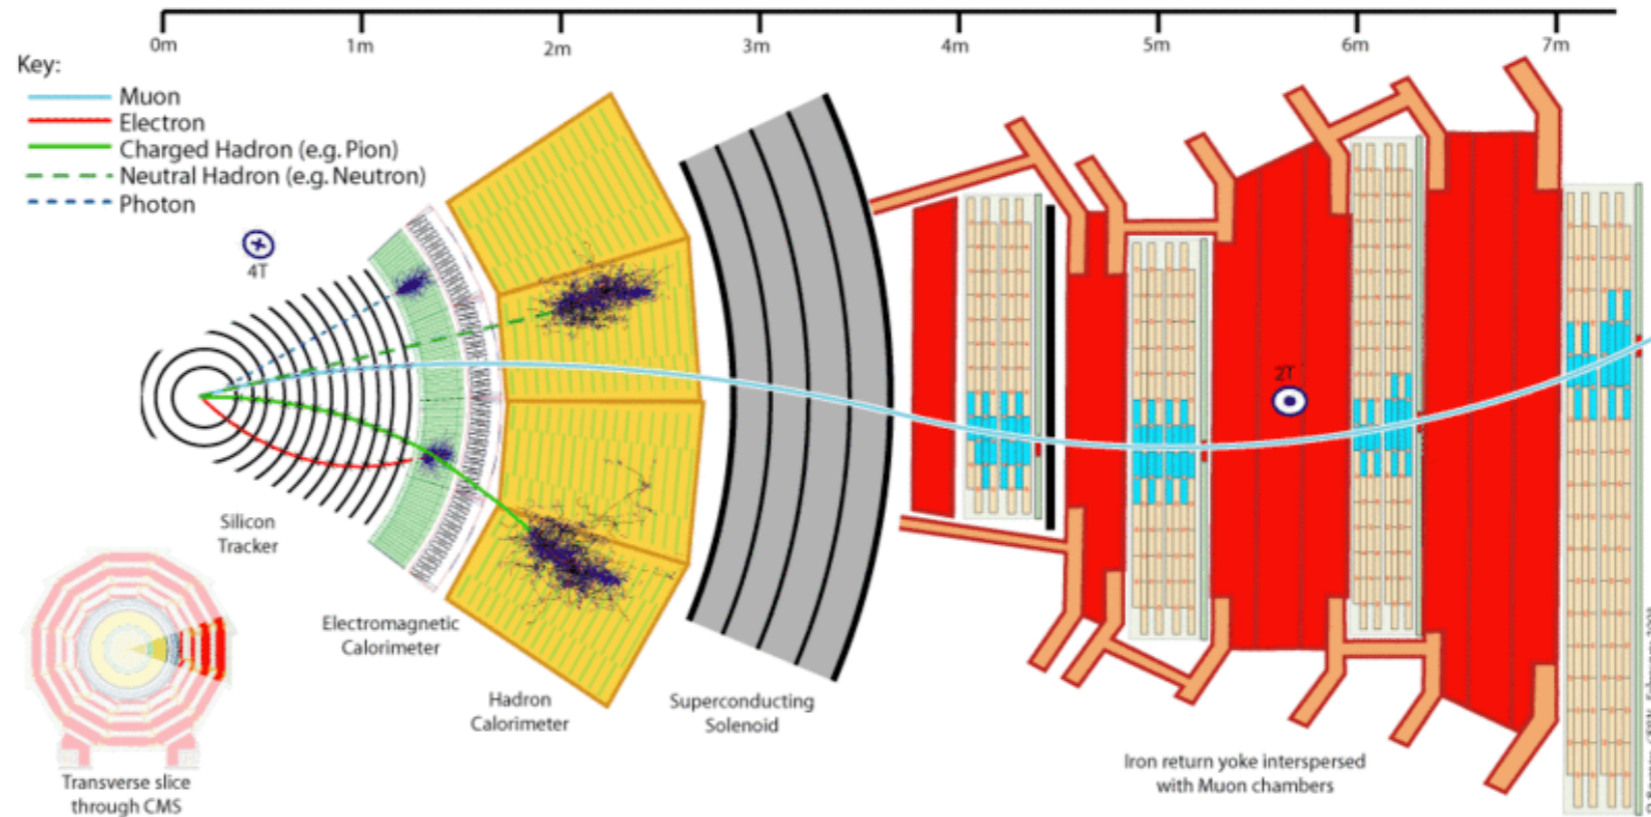 0m 1m 2m 3m 4m 5m 6m 7m
Key:
Muon
Electron
Charged Hadron (e.g. Pion)
Neutral Hadron (e.g. Neutron)
Photon
4T
2T
Silicon
Tracker
Electromagnetic
Calorimeter
Hadron
Calorimeter
Superconducting
Solenoid
Iron return yoke interspersed
with Muon chambers
Transverse slice
through CMS